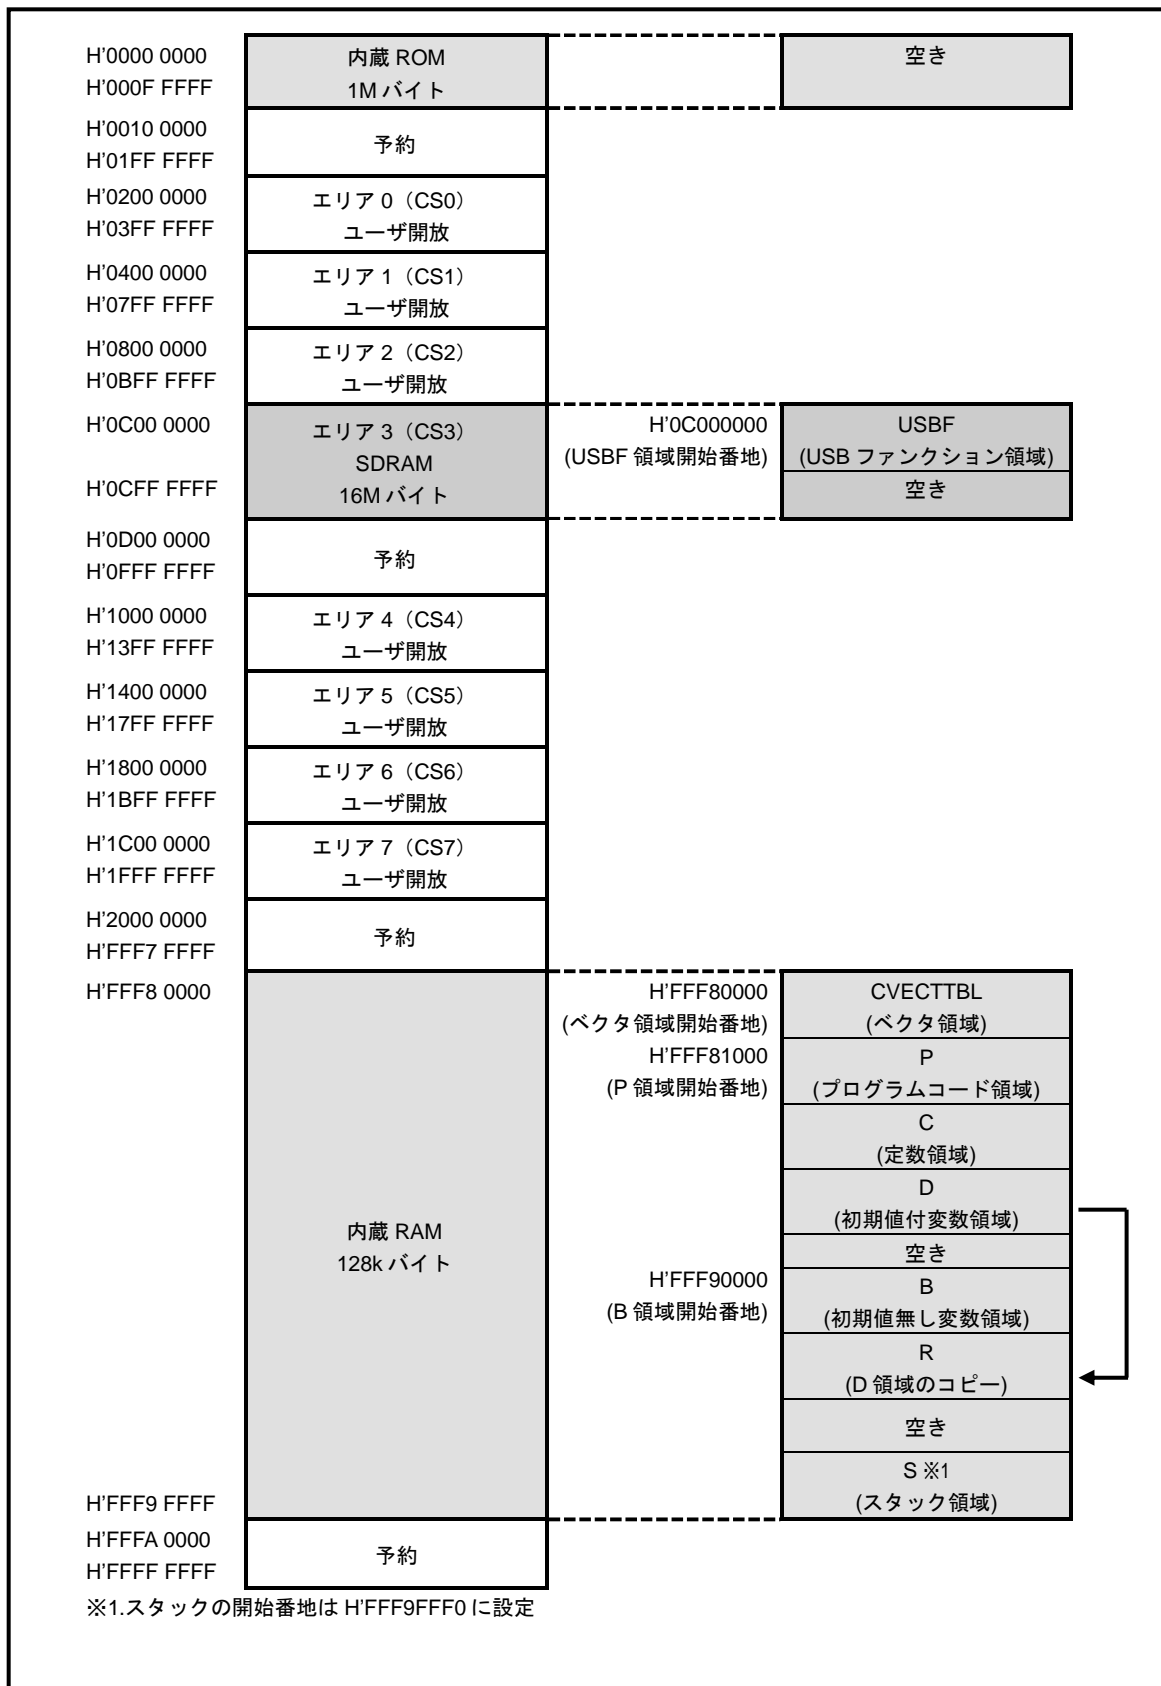 H'0000 0000
H'000F FFFF
内蔵 ROM
1M バイト
空き
H'0010 0000
H'01FF FFFF
予約
H'0200 0000
H'03FF FFFF
エリア 0（CS0）
ユーザ開放
H'0400 0000
H'07FF FFFF
エリア 1（CS1）
ユーザ開放
H'0800 0000
H'0BFF FFFF
エリア 2（CS2）
ユーザ開放
H'0C00 0000
H'0CFF FFFF
エリア 3（CS3）
SDRAM
16M バイト
H'0C000000
(USBF 領域開始番地)
USBF
(USB ファンクション領域)
空き
H'0D00 0000
H'0FFF FFFF
予約
H'1000 0000
H'13FF FFFF
エリア 4（CS4）
ユーザ開放
H'1400 0000
H'17FF FFFF
エリア 5（CS5）
ユーザ開放
H'1800 0000
H'1BFF FFFF
エリア 6（CS6）
ユーザ開放
H'1C00 0000
H'1FFF FFFF
エリア 7（CS7）
ユーザ開放
H'2000 0000
H'FFF7 FFFF
予約
H'FFF8 0000
H'FFF9 FFFF
内蔵 RAM
128k バイト
H'FFF80000
(ベクタ領域開始番地)
H'FFF81000
(P 領域開始番地)
H'FFF90000
(B 領域開始番地)
CVECTTBL
(ベクタ領域)
P
(プログラムコード領域)
C
(定数領域)
D
(初期値付変数領域)
空き
B
(初期値無し変数領域)
R
(D 領域のコピー)
空き
S ※1
(スタック領域)
H'FFFA 0000
H'FFFF FFFF
予約
※1.スタックの開始番地は H'FFF9FFF0 に設定